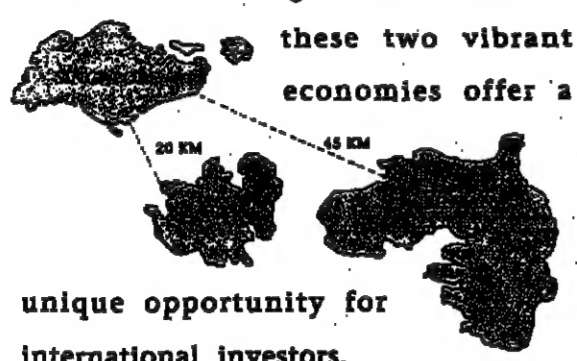 these two vibrant
economies offer a
20 KM
45 KM
unique opportunity for
international investors.